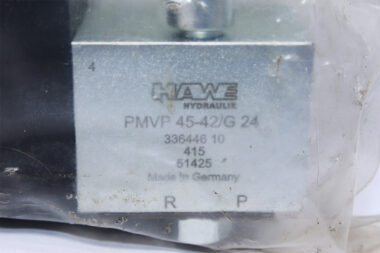 4
HAWE
HYDRAULIK
PMVP 45-42/G 24
336446 10
415
51425
Made in Germany
R P